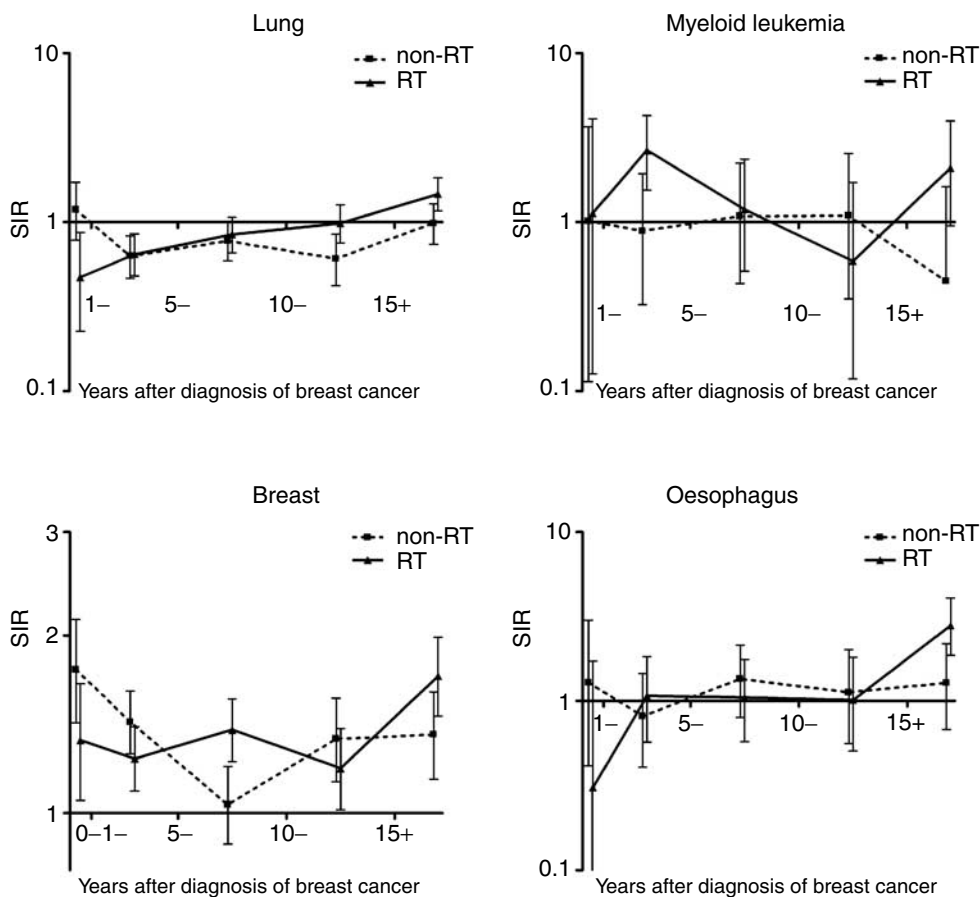 Lung
10
non-RT
RT
SIR
1
1– 5– 10– 15+
0.1
Years after diagnosis of breast cancer
Myeloid leukemia
10
non-RT
RT
SIR
1
1– 5– 10– 15+
0.1
Years after diagnosis of breast cancer
Breast
3
non-RT
RT
SIR
2
1
0–1– 5– 10– 15+
Years after diagnosis of breast cancer
Oesophagus
10
non-RT
RT
SIR
1
1– 5– 10– 15+
0.1
Years after diagnosis of breast cancer